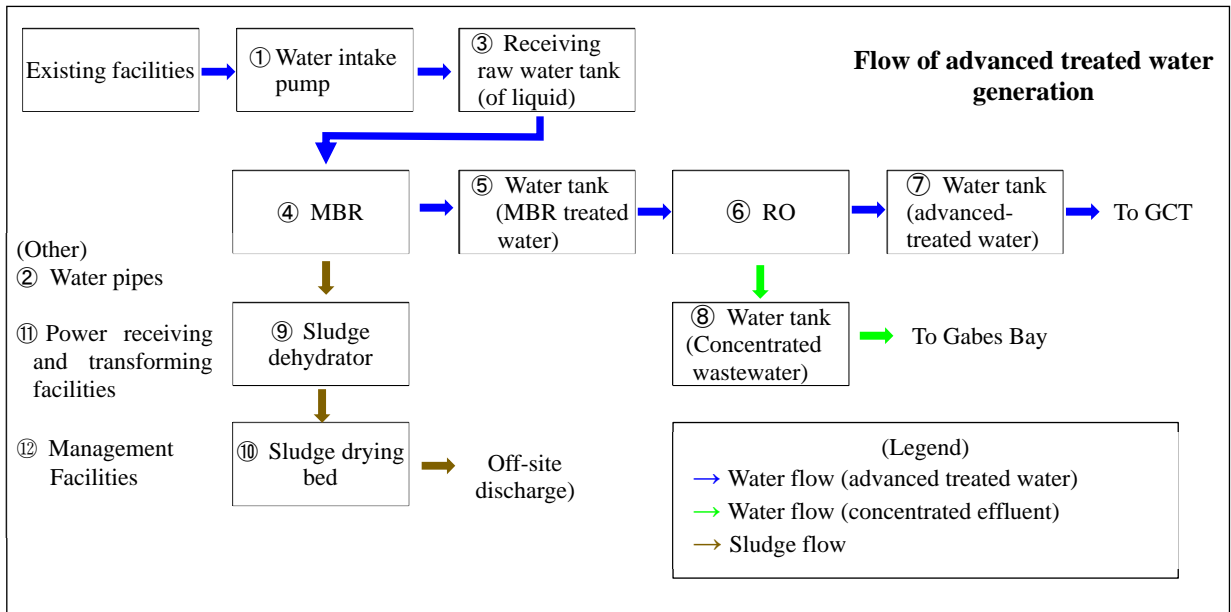 Flow of advanced treated water
generation
Existing facilities
① Water intake
pump
③ Receiving
raw water tank
(of liquid)
④ MBR
⑤ Water tank
(MBR treated
water)
⑥ RO
⑦ Water tank
(advanced-
treated water)
To GCT
(Other)
② Water pipes
⑪ Power receiving
and transforming
facilities
⑫ Management
Facilities
⑨ Sludge
dehydrator
⑧ Water tank
(Concentrated
wastewater)
To Gabes Bay
⑩ Sludge drying
bed
Off-site
discharge)
(Legend)
→ Water flow (advanced treated water)
→ Water flow (concentrated effluent)
→ Sludge flow